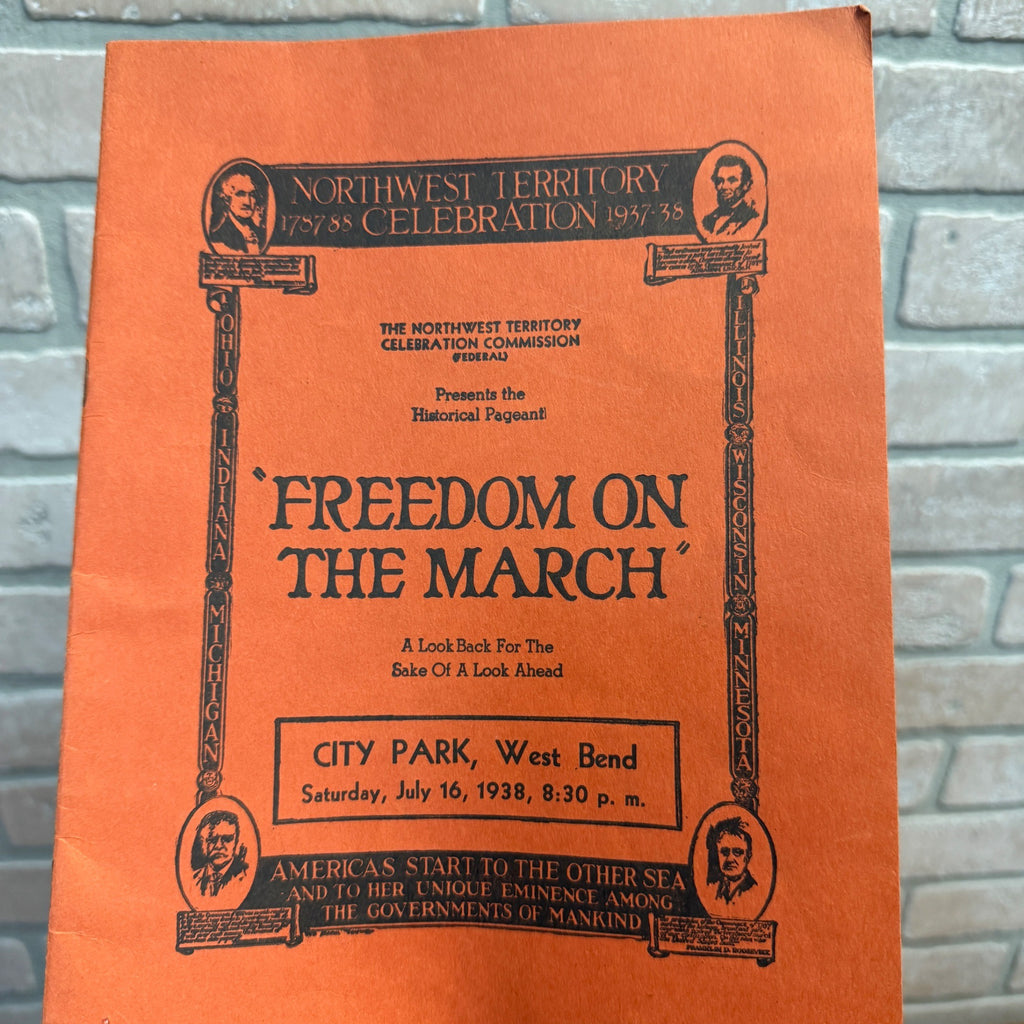 NORTHWEST TERRITORY
1787 88 CELEBRATION 1937-38
THE NORTHWEST TERRITORY
CELEBRATION COMMISSION
(FEDERAL)
Presents the
Historical Pageant
"FREEDOM ON
THE MARCH"
A Look Back For The
Sake Of A Look Ahead
CITY PARK, West Bend
Saturday, July 16, 1938, 8:30 p. m.
OHIO
INDIANA
MICHIGAN
ILLINOIS
WISCONSIN
MINNESOTA
AMERICAS START TO THE OTHER SEA
AND TO HER UNIQUE EMINENCE AMONG
THE GOVERNMENTS OF MANKIND
FRANKLIN D. ROOSEVELT